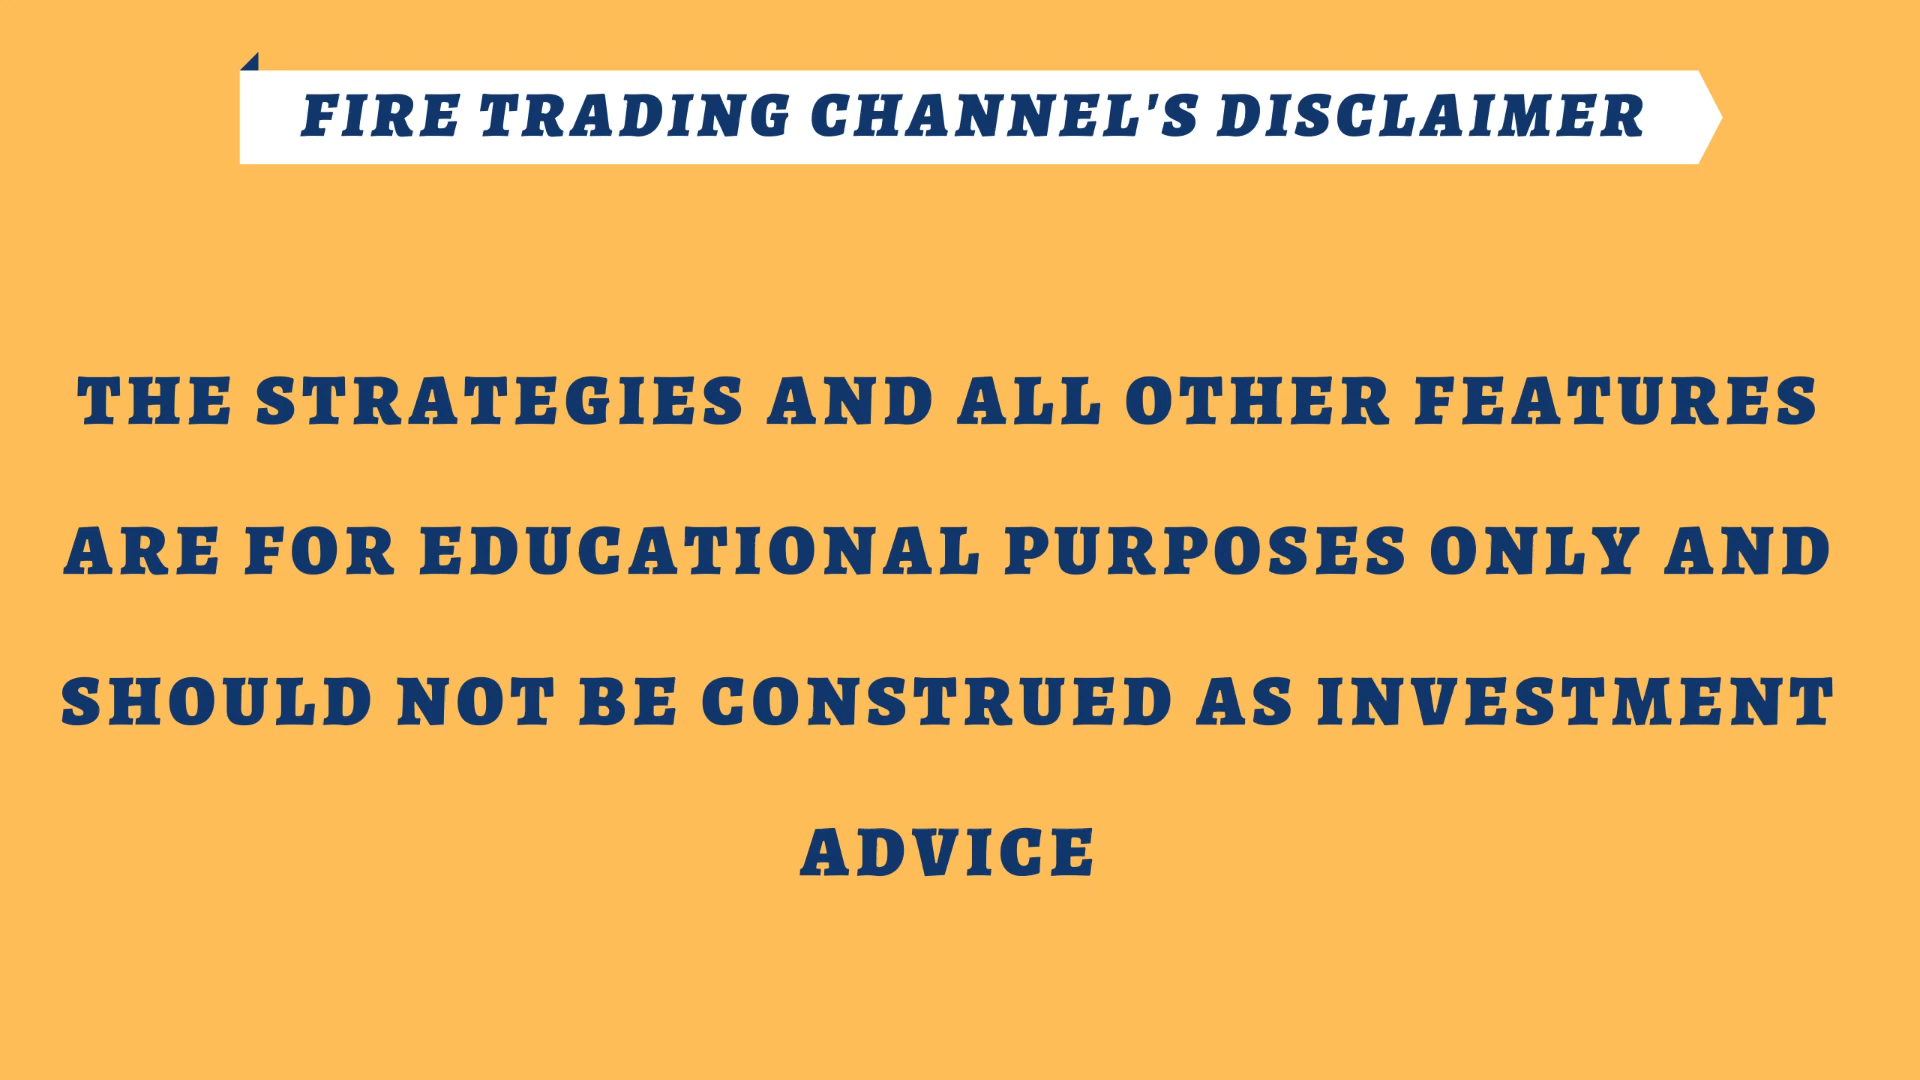 FIRE TRADING CHANNEL'S DISCLAIMER
THE STRATEGIES AND ALL OTHER FEATURES
ARE FOR EDUCATIONAL PURPOSES ONLY AND
SHOULD NOT BE CONSTRUED AS INVESTMENT
ADVICE